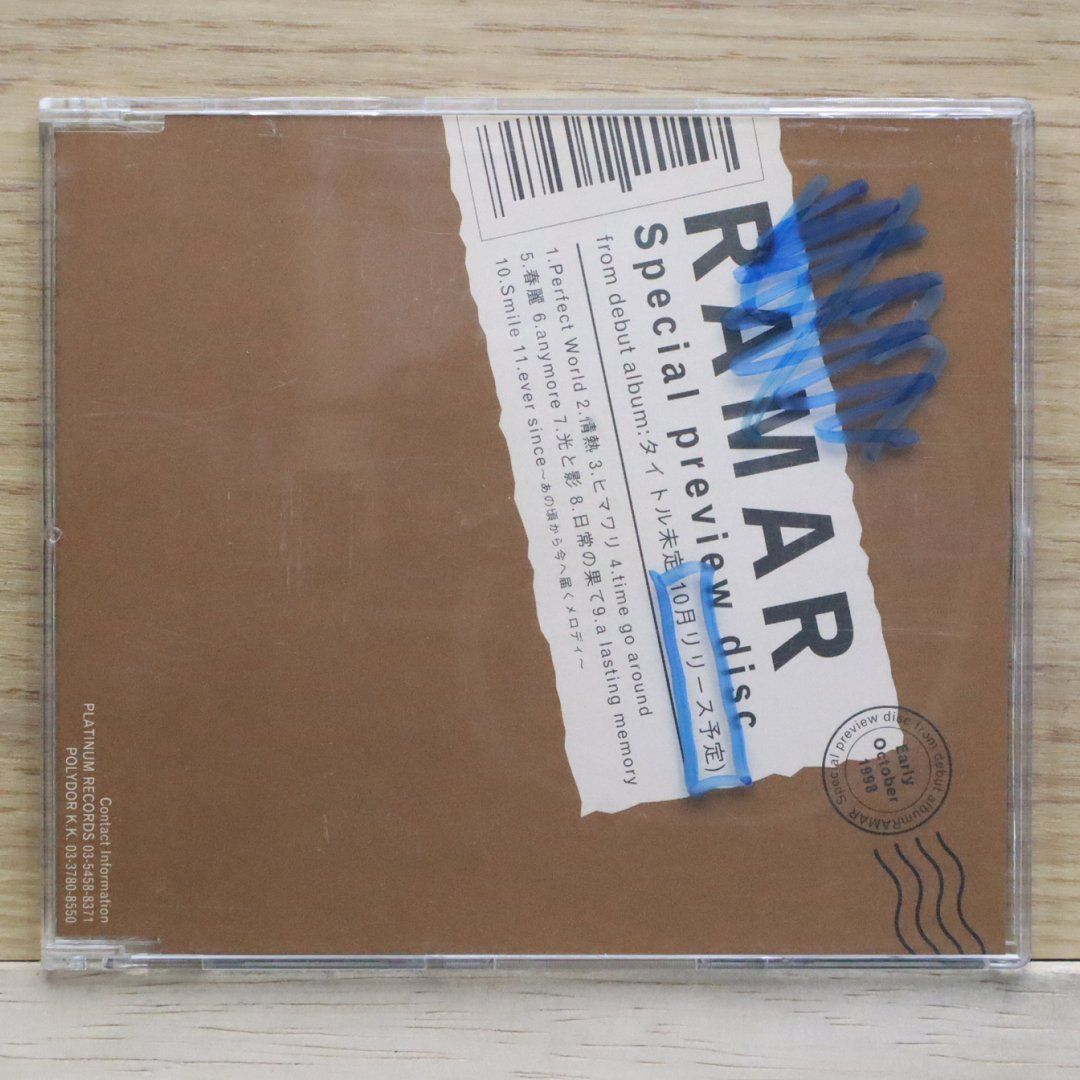 RAMAR
Special preview disc
from debut album:タイトル未定(10月リリース予定)
1.Perfect World 2.情熱 3.ヒマワリ 4.time go around
5.春麗 6.anymore 7.光と影 8.日常の果て9.a lasting memory
10.Smile 11.ever since~あの頃から今へ届くメロディ~
Special preview disc from debut album
RAMAR
Early
October
1998
Contact Information
PLATINUM RECORDS 03-5458-8371
POLYDOR K.K. 03-3780-8550